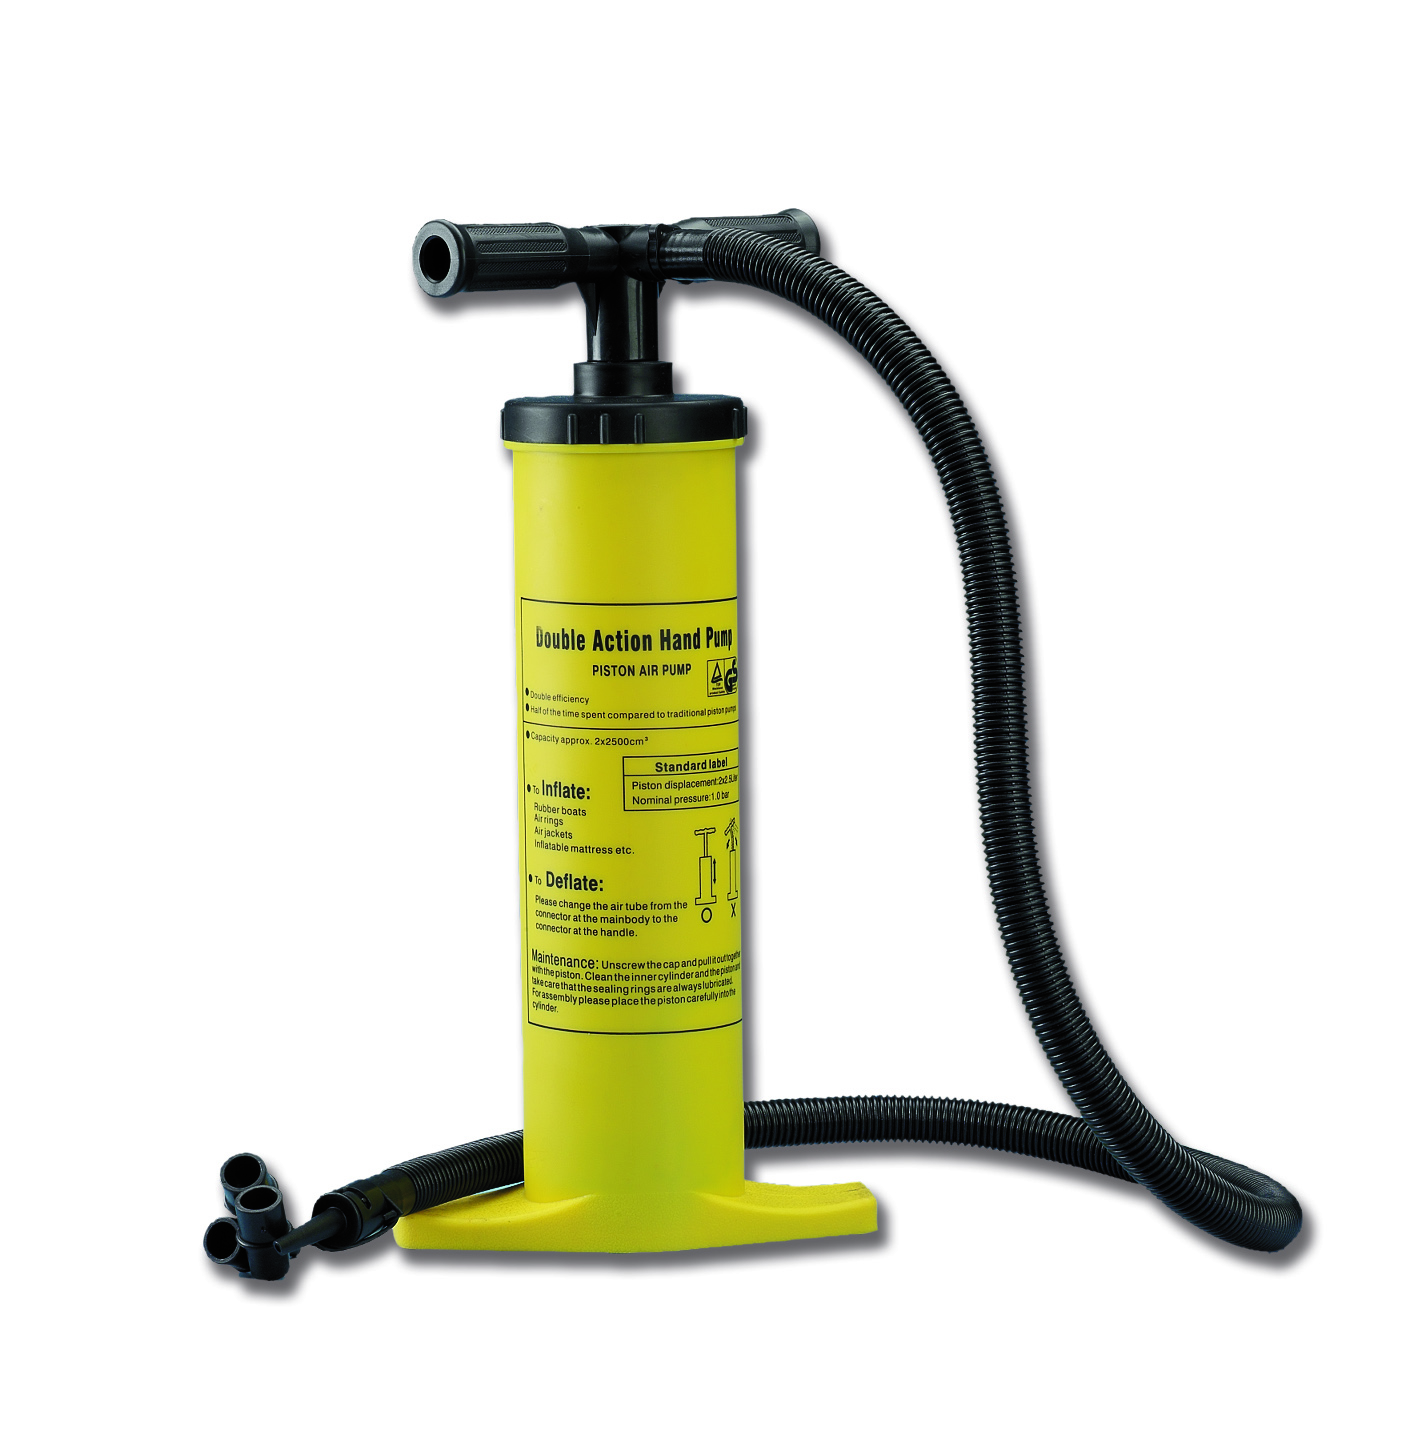 Double Action Hand Pump
PISTON AIR PUMP
● Double efficiency
● Half of the time spent compared to traditional piston pumps
● Capacity approx. 2x2500cm³
Standard label
Piston displacement:2x2.5Liter
Nominal pressure:1.0 bar
● To Inflate:
Rubber boats
Air rings
Air jackets
Inflatable mattress etc.
● To Deflate:
Please change the air tube from the
connector at the mainbody to the
connector at the handle.
X
Maintenance: Unscrew the cap and pull it out together
with the piston. Clean the inner cylinder and the piston and
take care that the sealing rings are always lubricated.
For assembly please place the piston carefully into the
cylinder.